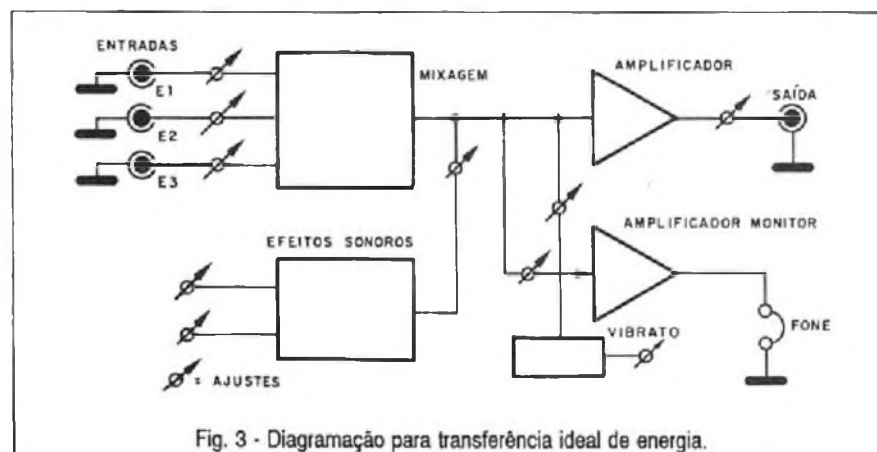 ENTRADAS
E1
E2
E3
MIXAGEM
AMPLIFICADOR
SAÍDA
EFEITOS SONOROS
AMPLIFICADOR MONITOR
VIBRATO
FONE
= AJUSTES
Fig. 3 - Diagramação para transferência ideal de energia.